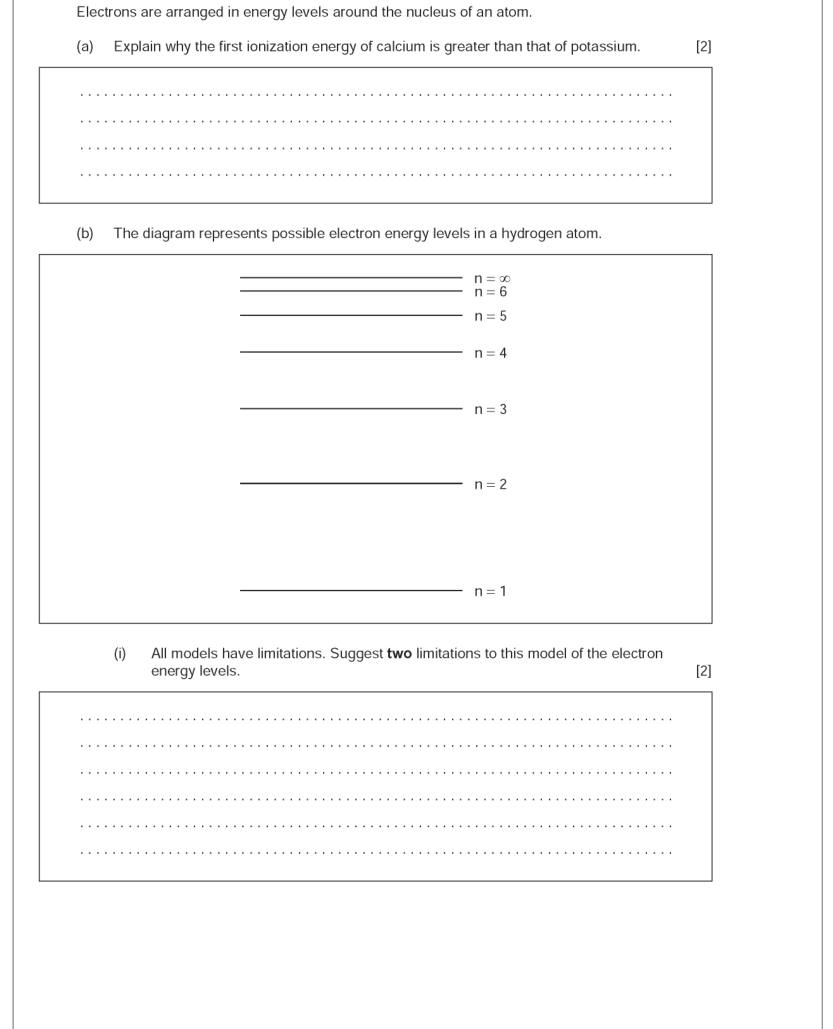 Electrons are arranged in energy levels around the nucleus of an atom.
(a) Explain why the first ionization energy of calcium is greater than that of potassium. [2]
(b) The diagram represents possible electron energy levels in a hydrogen atom.
n = ∞
n = 6
n = 5
n = 4
n = 3
n = 2
n = 1
(i) All models have limitations. Suggest two limitations to this model of the electron
energy levels. [2]